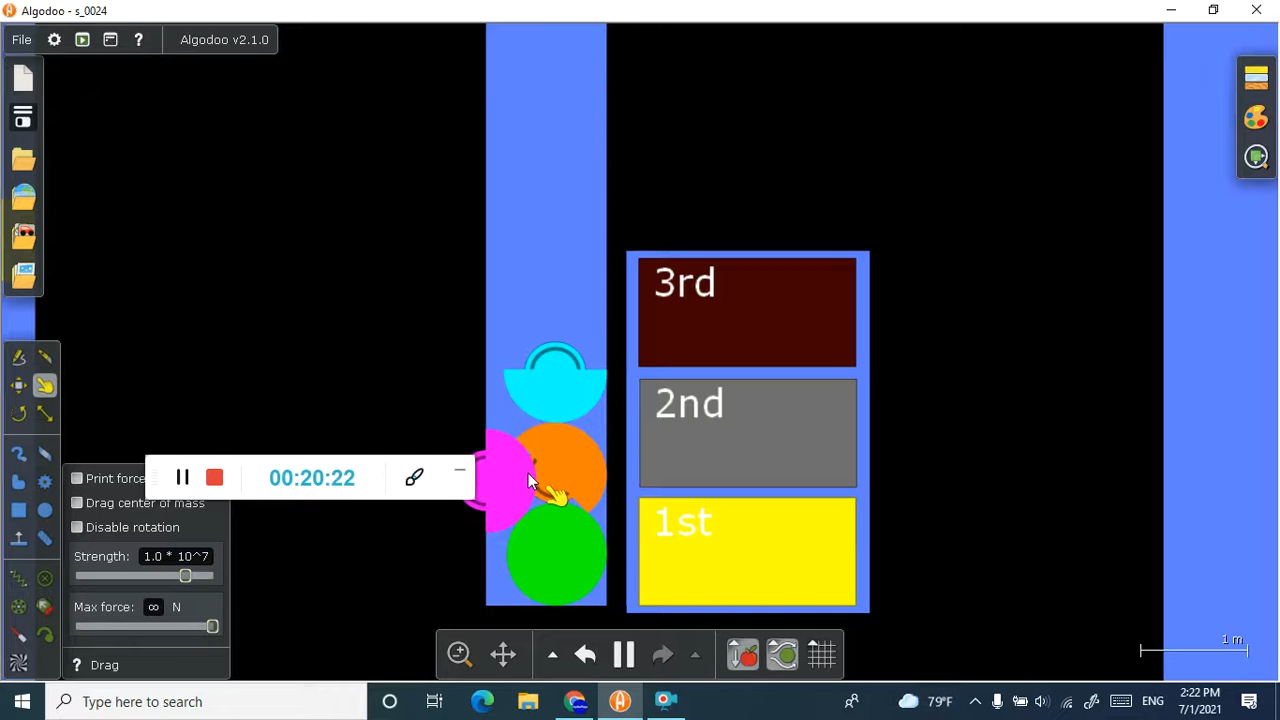 Algodoo - s_0024
File
?
Algodoo v2.1.0
3rd
2nd
1st
Print force
00:20:22
Drag center of mass
Disable rotation
Strength: 1.0 * 10^7
Max force: ∞ N
? Drag
1 m
Type here to search
79°F
ENG
2:22 PM
7/1/2021